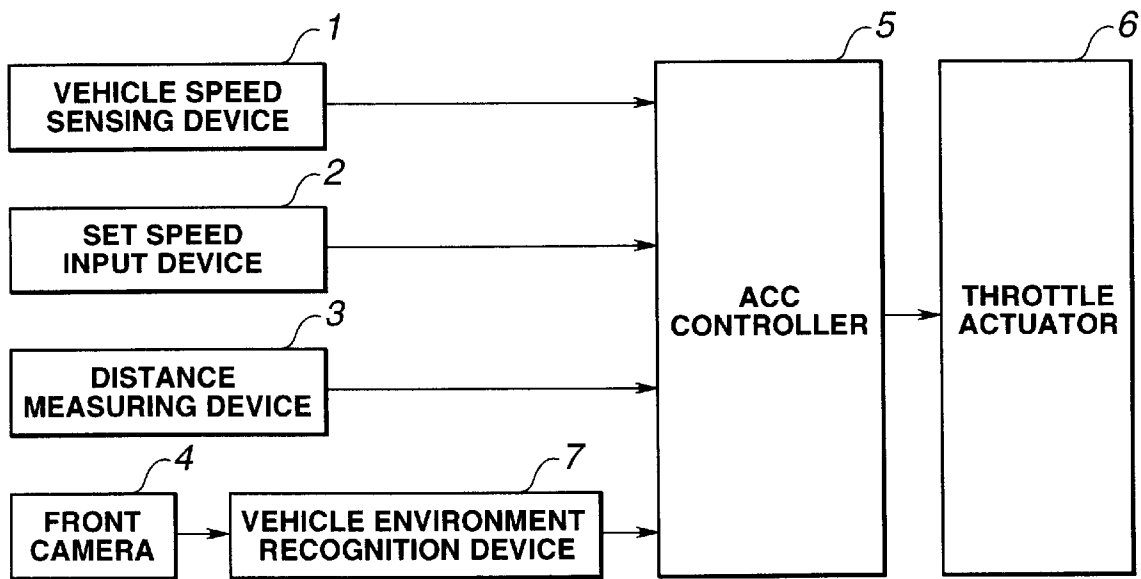 1
VEHICLE SPEED
SENSING DEVICE
2
SET SPEED
INPUT DEVICE
3
DISTANCE
MEASURING DEVICE
4
FRONT
CAMERA
7
VEHICLE ENVIRONMENT
RECOGNITION DEVICE
5
ACC
CONTROLLER
6
THROTTLE
ACTUATOR